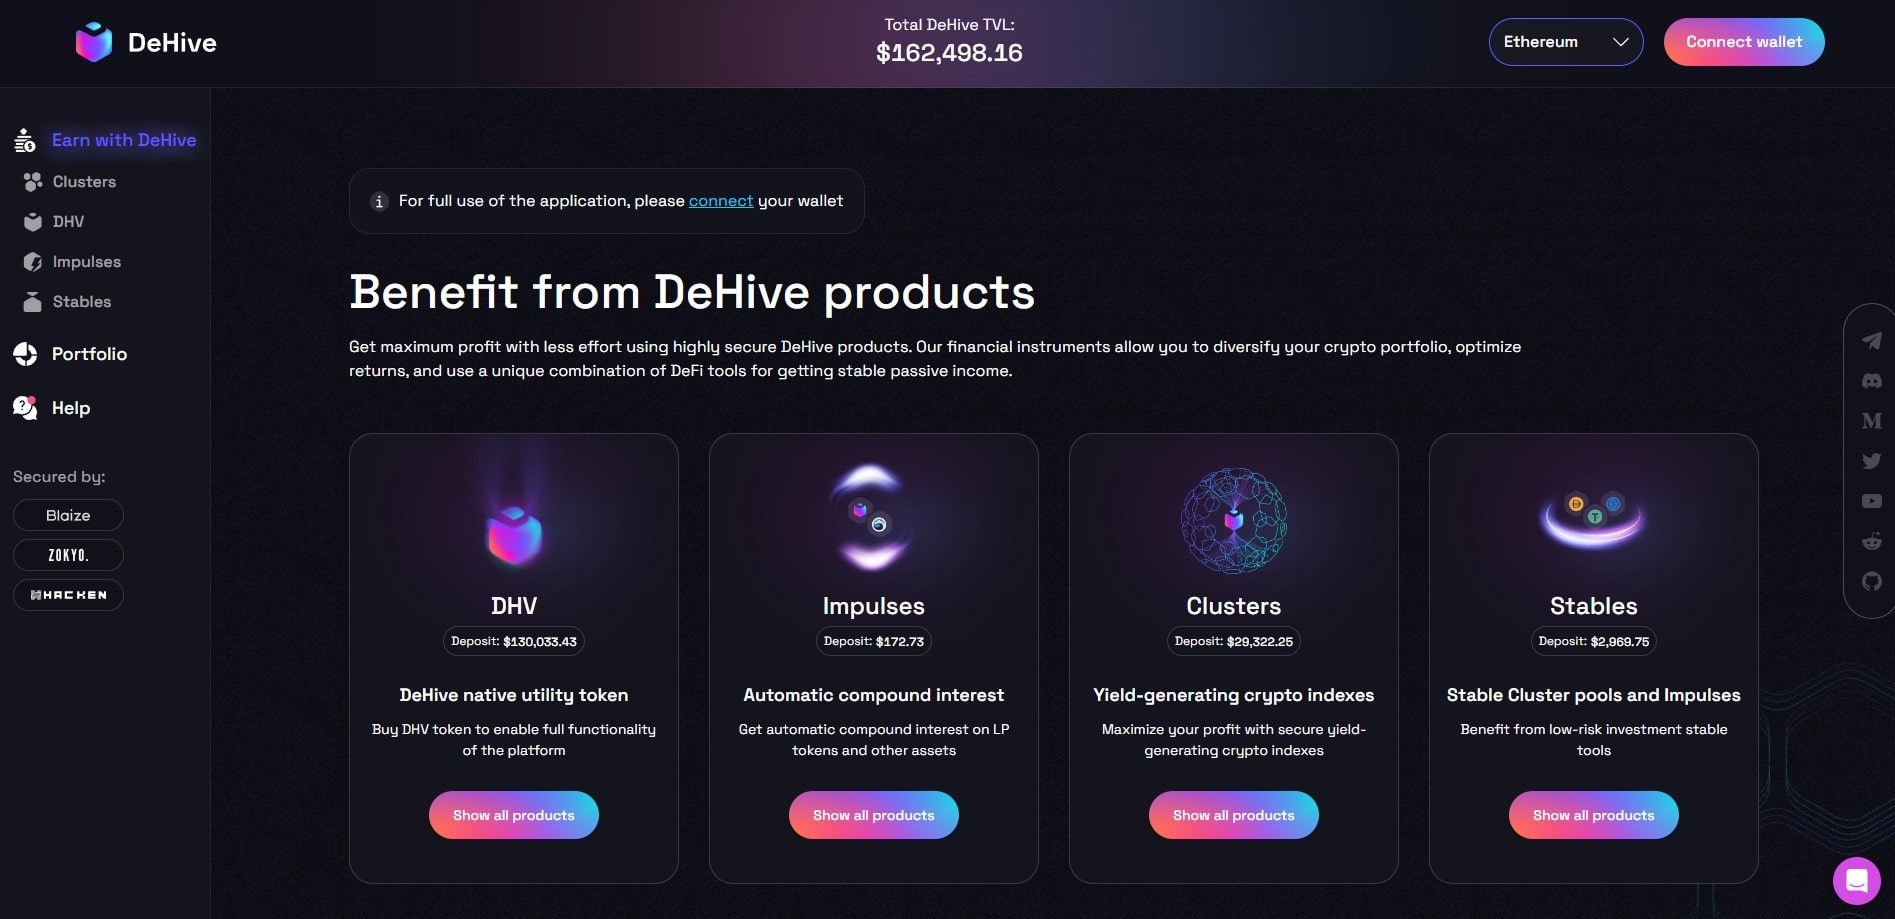 DeHive
Total DeHive TVL:
$162,498.16
Ethereum
Connect wallet
Earn with DeHive
Clusters
DHV
Impulses
Stables
Portfolio
Help
Secured by:
Blaize
ZOKYO.
HACKEN
For full use of the application, please connect your wallet
Benefit from DeHive products
Get maximum profit with less effort using highly secure DeHive products. Our financial instruments allow you to diversify your crypto portfolio, optimize
returns, and use a unique combination of DeFi tools for getting stable passive income.
DHV
Deposit: $130,033.43
DeHive native utility token
Buy DHV token to enable full functionality
of the platform
Show all products
Impulses
Deposit: $172.73
Automatic compound interest
Get automatic compound interest on LP
tokens and other assets
Show all products
Clusters
Deposit: $29,322.25
Yield-generating crypto indexes
Maximize your profit with secure yield-
generating crypto indexes
Show all products
Stables
Deposit: $2,969.75
Stable Cluster pools and Impulses
Benefit from low-risk investment stable
tools
Show all products